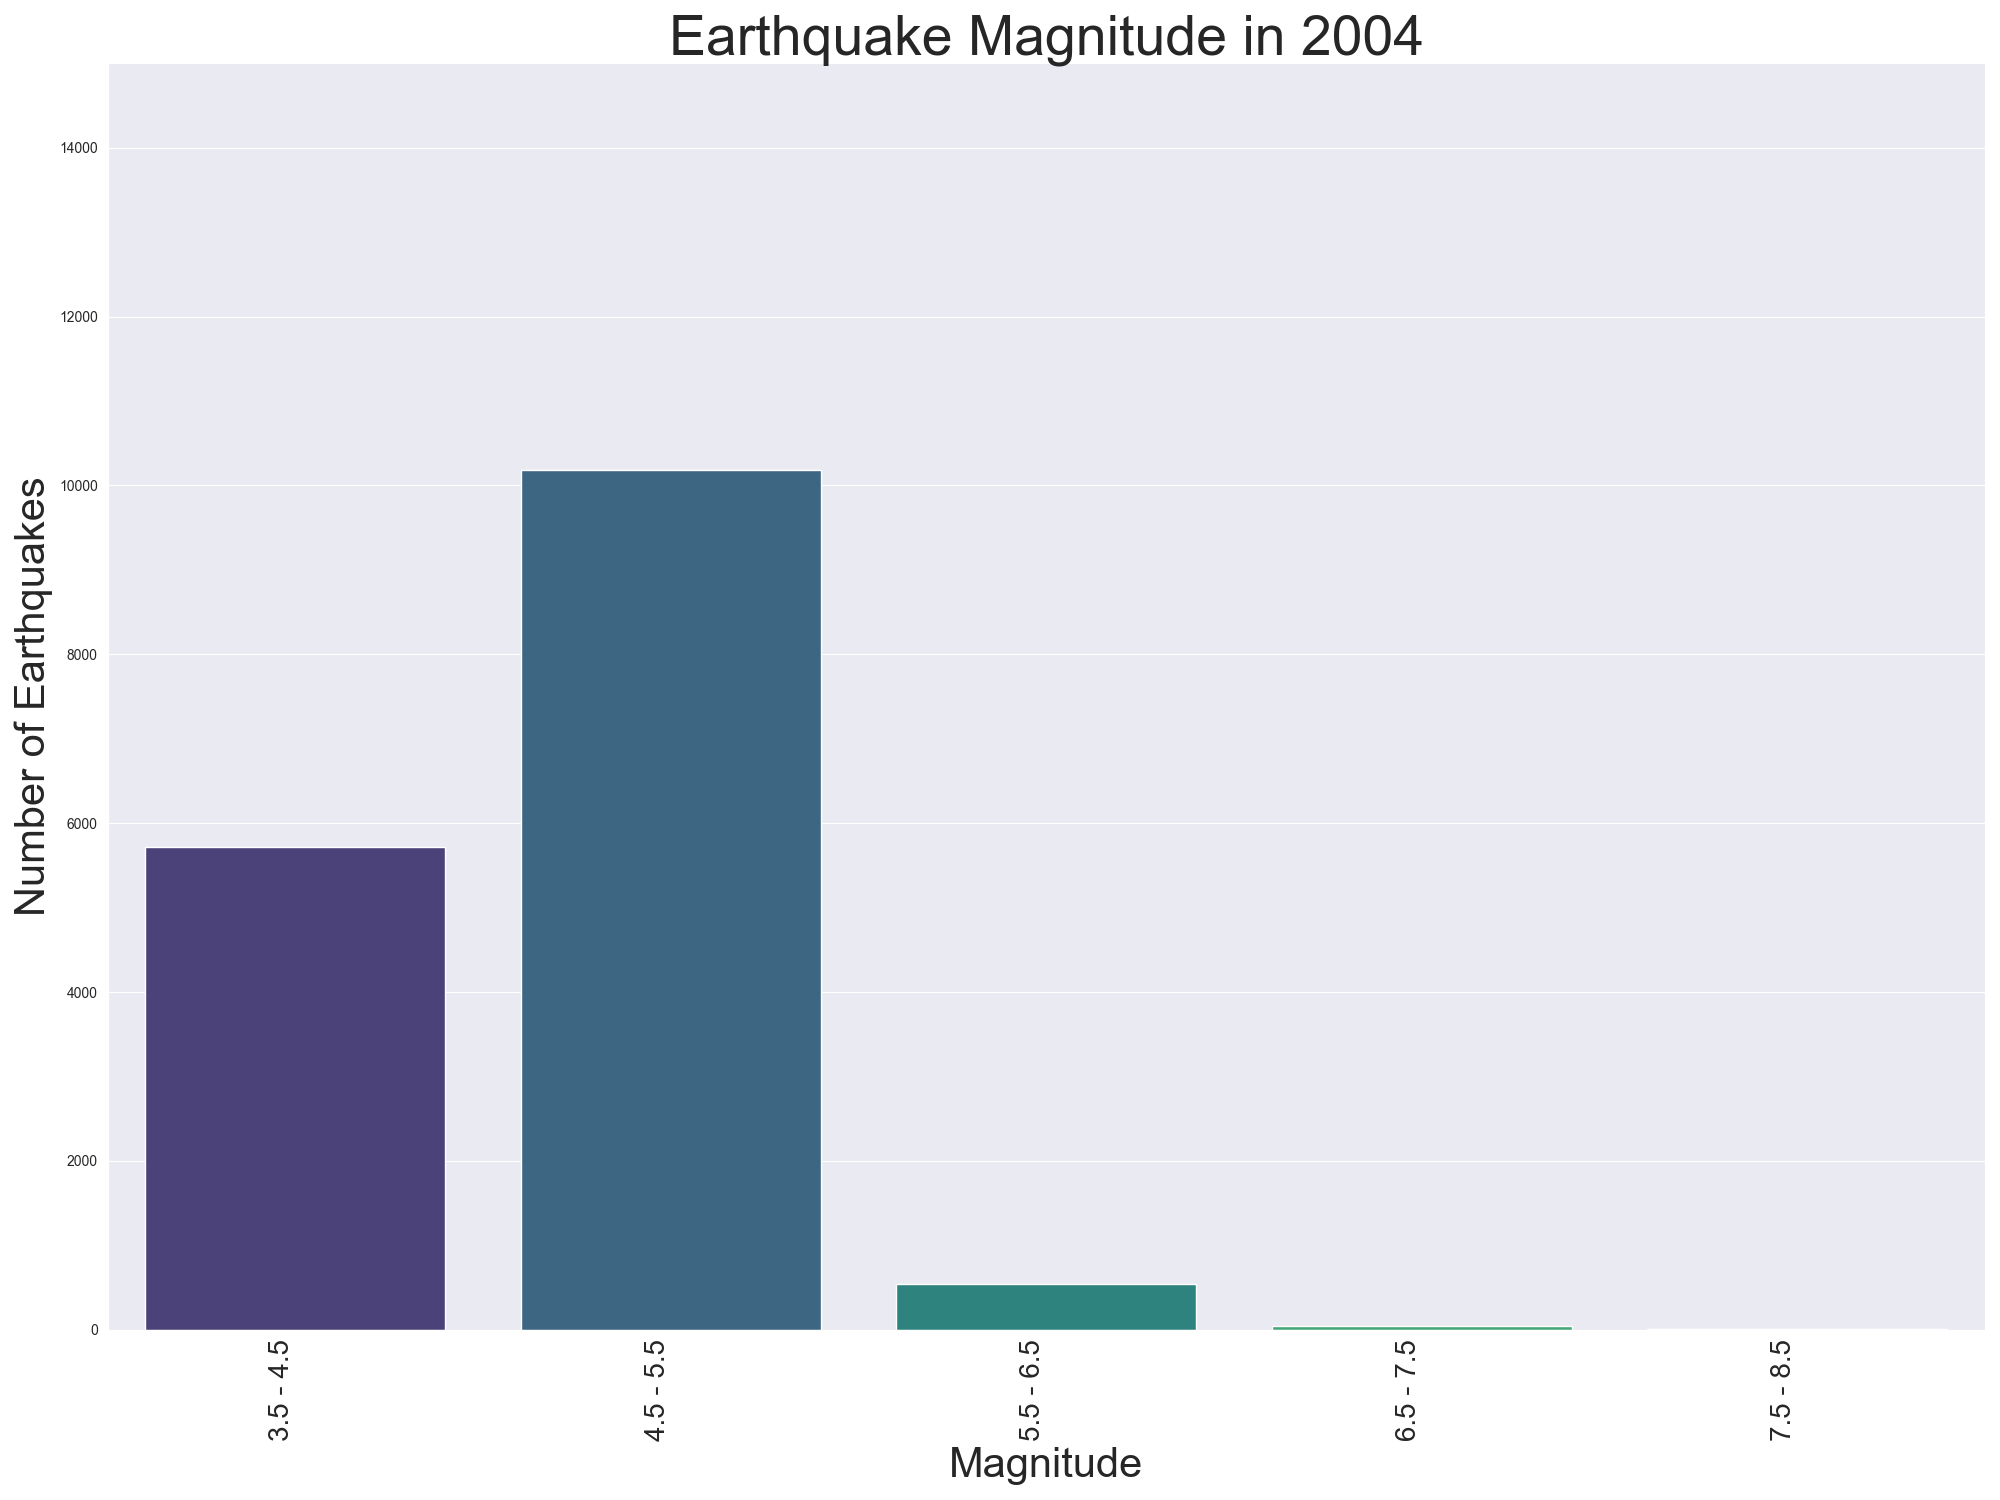 Earthquake Magnitude in 2004
Number of Earthquakes
14000
12000
10000
8000
6000
4000
2000
0
3.5 - 4.5
4.5 - 5.5
5.5 - 6.5
6.5 - 7.5
7.5 - 8.5
Magnitude